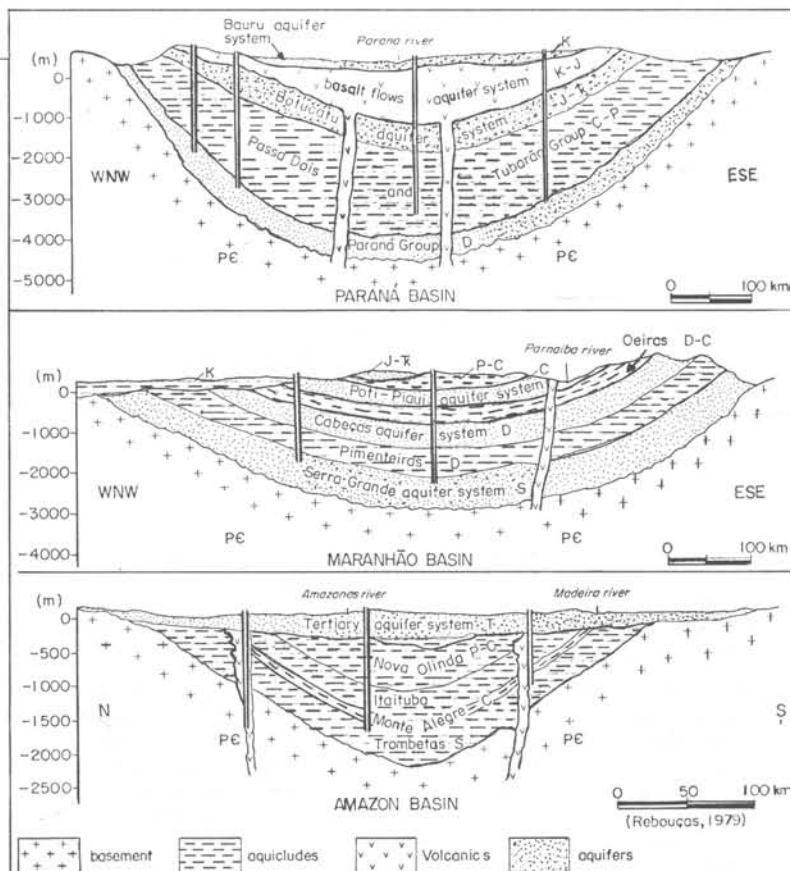 Bauru aquifer
system
Paraná river
K
(m)
0
-1000
-2000
-3000
-4000
-5000
basalt flows
aquifer system
K-J
J-Ŧ
Botucatu
aquifer
system
Passa Dois
and
Tubarão Group C-P
WNW
ESE
Paraná Group D
PЄ
PЄ
PARANÁ BASIN
0 100 km
(m)
0
-1000
-2000
-3000
-4000
K
J-Ŧ
P-C
C
Parnaiba river
Oeiras D-C
Poti-Piaui aquifer system
Cabeças aquifer system D
Pimenteiras D
Serra-Grande aquifer system S
WNW
ESE
PЄ
PЄ
MARANHÃO BASIN
0 100 km
(m)
0
-500
-1000
-1500
-2000
-2500
Amazonas river
Madeira river
Tertiary aquifer system T
Nova Olinda P-C
Itaituba
Monte Alegre C
Trombetas S
N
S
PЄ
PЄ
AMAZON BASIN
0 50 100 km
(Rebouças, 1979)
basement
aquicludes
Volcanics
aquifers